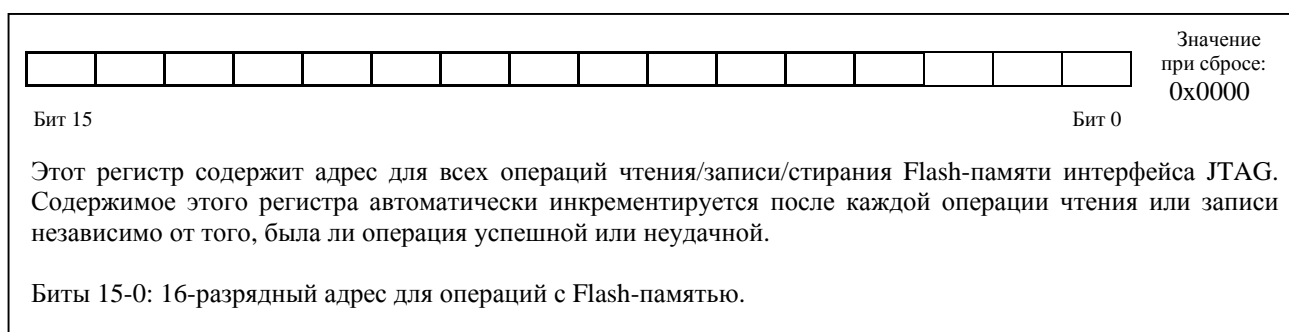 Значение
при сбросе:
0x0000
Бит 15
Бит 0
Этот регистр содержит адрес для всех операций чтения/записи/стирания Flash-памяти интерфейса JTAG.
Содержимое этого регистра автоматически инкрементируется после каждой операции чтения или записи
независимо от того, была ли операция успешной или неудачной.
Биты 15-0: 16-разрядный адрес для операций с Flash-памятью.